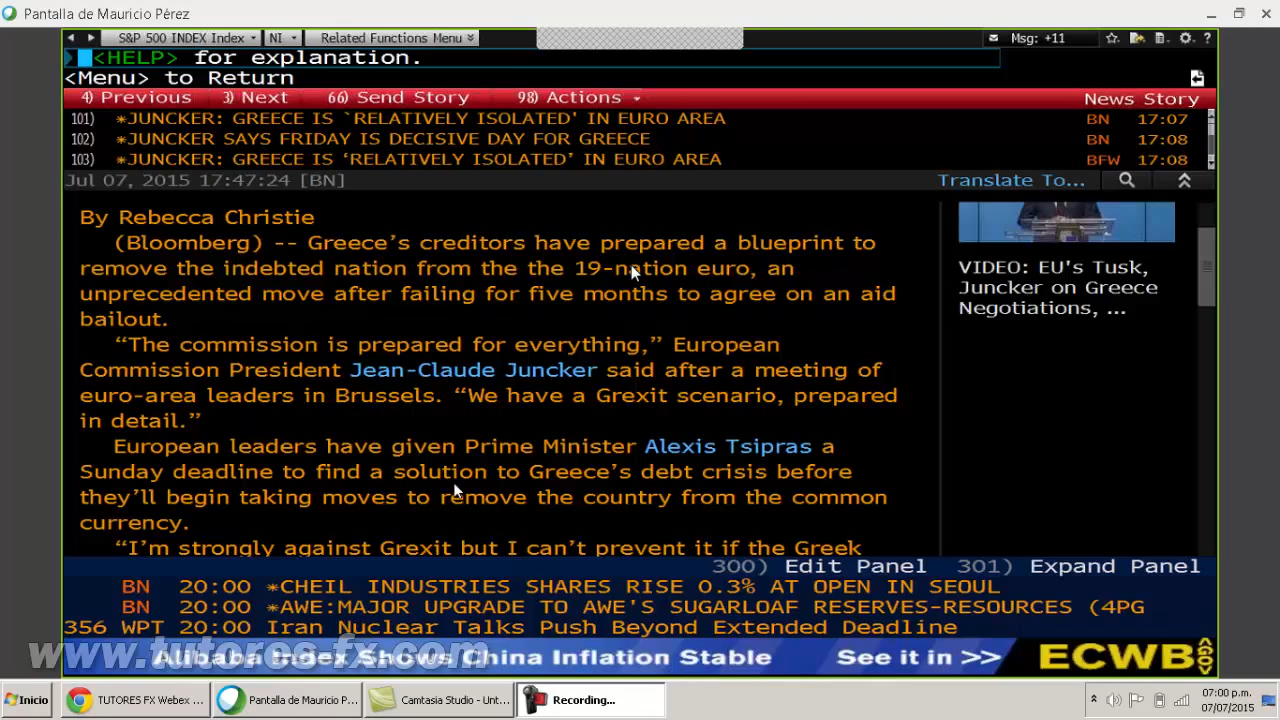 Pantalla de Mauricio Pérez
S&P 500 INDEX Index NI Related Functions Menu Msg: +11
<HELP> for explanation.
<Menu> to Return
4) Previous 3) Next 66) Send Story 98) Actions News Story
101) *JUNCKER: GREECE IS `RELATIVELY ISOLATED' IN EURO AREA BN 17:07
102) *JUNCKER SAYS FRIDAY IS DECISIVE DAY FOR GREECE BN 17:08
103) *JUNCKER: GREECE IS ‘RELATIVELY ISOLATED’ IN EURO AREA BFW 17:08
Jul 07, 2015 17:47:24 [BN] Translate To...
By Rebecca Christie
(Bloomberg) -- Greece’s creditors have prepared a blueprint to
remove the indebted nation from the the 19-nation euro, an
unprecedented move after failing for five months to agree on an aid
bailout.
“The commission is prepared for everything,” European
Commission President Jean-Claude Juncker said after a meeting of
euro-area leaders in Brussels. “We have a Grexit scenario, prepared
in detail.”
European leaders have given Prime Minister Alexis Tsipras a
Sunday deadline to find a solution to Greece’s debt crisis before
they’ll begin taking moves to remove the country from the common
currency.
“I’m strongly against Grexit but I can’t prevent it if the Greek
VIDEO: EU's Tusk,
Juncker on Greece
Negotiations, ...
300) Edit Panel 301) Expand Panel
BN 20:00 *CHEIL INDUSTRIES SHARES RISE 0.3% AT OPEN IN SEOUL
BN 20:00 *AWE:MAJOR UPGRADE TO AWE'S SUGARLOAF RESERVES-RESOURCES (4PG
356 WPT 20:00 Iran Nuclear Talks Push Beyond Extended Deadline
www.tutores-fx.com
Alibaba Index Shows China Inflation Stable See it in >> ECWB <GO>
Inicio TUTORES FX Webex ... Pantalla de Mauricio P... Camtasia Studio - Unt... Recording... 07:00 p.m.
07/07/2015